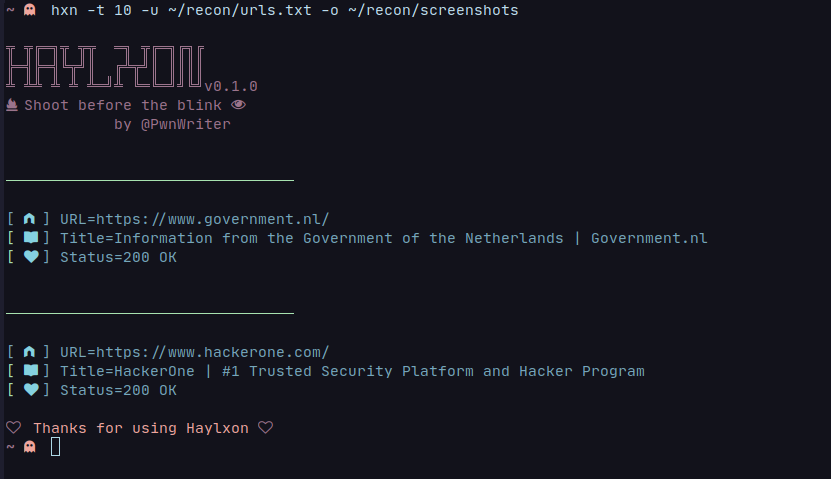 ~ hxn -t 10 -u ~/recon/urls.txt -o ~/recon/screenshots
HAYLXON v0.1.0
Shoot before the blink
by @PwnWriter
[ ] URL=https://www.government.nl/
[ ] Title=Information from the Government of the Netherlands | Government.nl
[ ] Status=200 OK
[ ] URL=https://www.hackerone.com/
[ ] Title=HackerOne | #1 Trusted Security Platform and Hacker Program
[ ] Status=200 OK
♡ Thanks for using Haylxon ♡
~